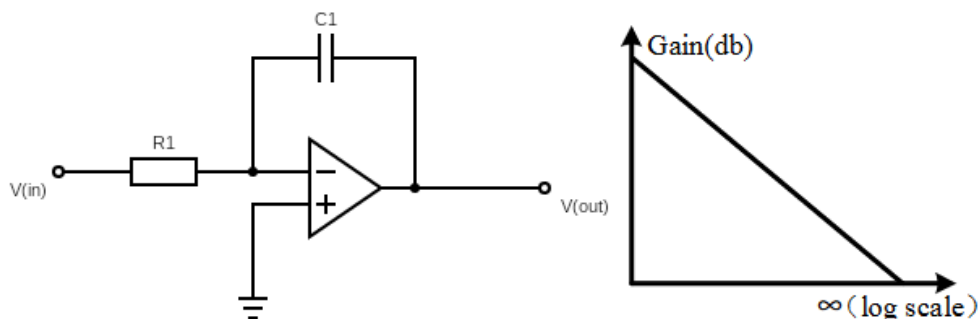 C1
R1
V(in)
−
+
V(out)
Gain(db)
∞(log scale)